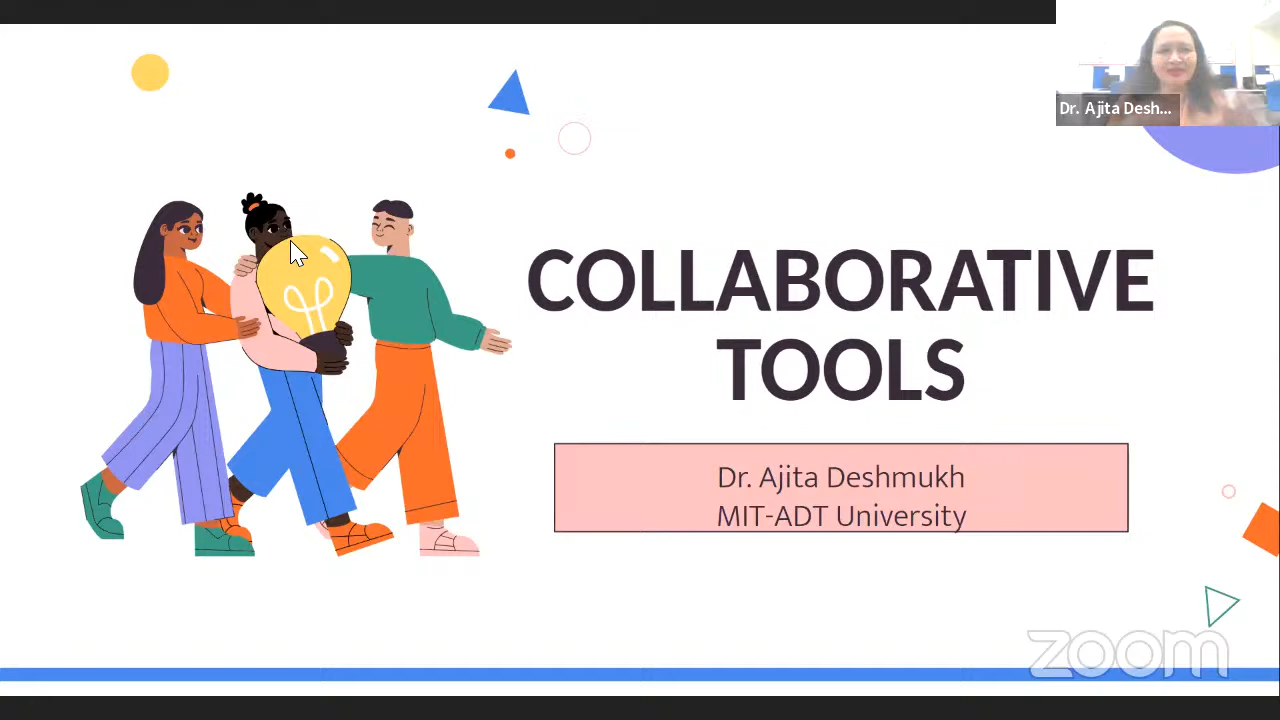 Dr. Ajita Desh...
COLLABORATIVE
TOOLS
Dr. Ajita Deshmukh
MIT-ADT University
zoom